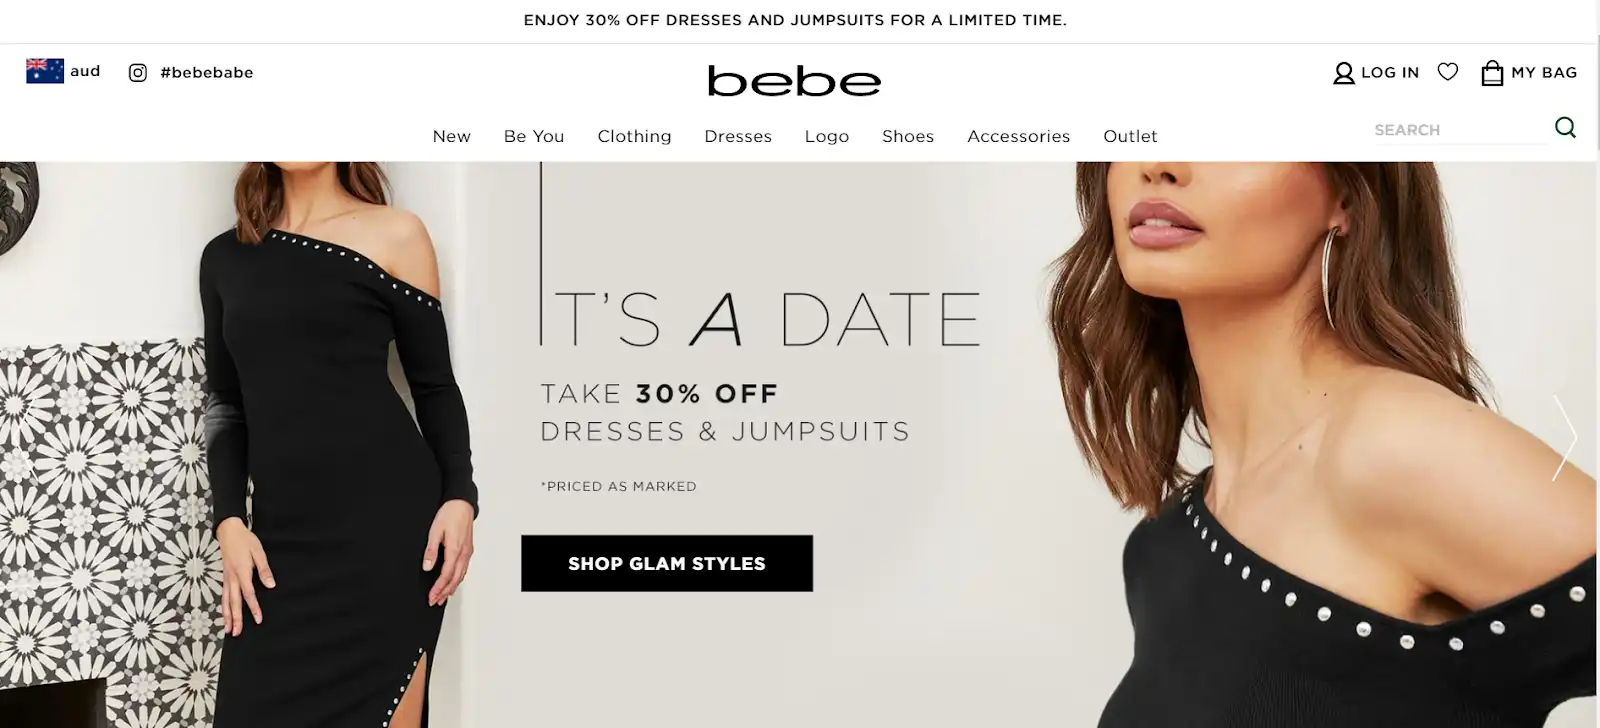 ENJOY 30% OFF DRESSES AND JUMPSUITS FOR A LIMITED TIME.
aud #bebebabe
bebe
LOG IN MY BAG
New Be You Clothing Dresses Logo Shoes Accessories Outlet
SEARCH
IT'S A DATE
TAKE 30% OFF
DRESSES & JUMPSUITS
*PRICED AS MARKED
SHOP GLAM STYLES